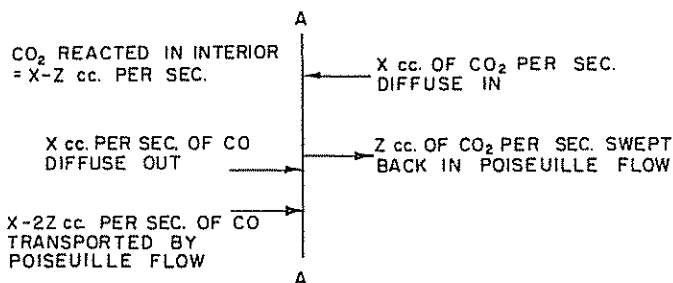 A
CO₂ REACTED IN INTERIOR
= X-Z cc. PER SEC.
X cc. OF CO₂ PER SEC.
DIFFUSE IN
X cc. PER SEC. OF CO
DIFFUSE OUT
Z cc. OF CO₂ PER SEC. SWEPT
BACK IN POISEUILLE FLOW
X-2Z cc. PER SEC. OF CO
TRANSPORTED BY
POISEUILLE FLOW
A